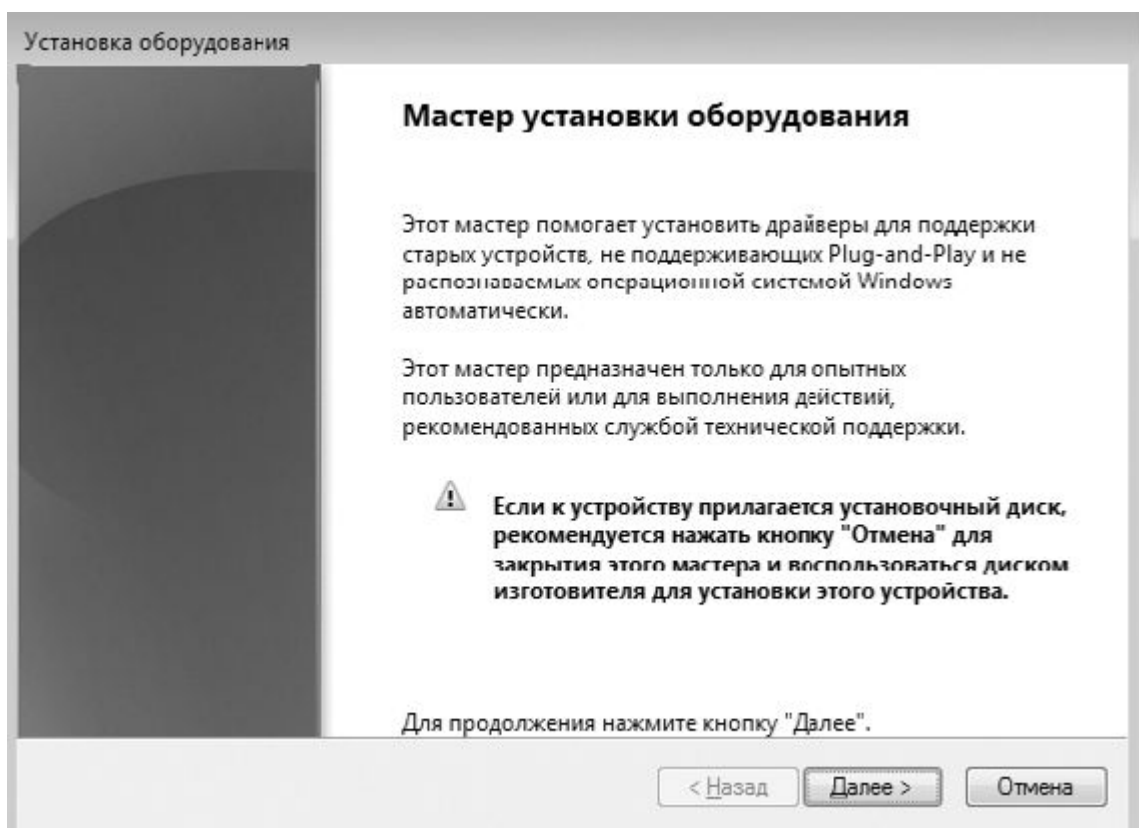 Установка оборудования
Мастер установки оборудования
Этот мастер помогает установить драйверы для поддержки
старых устройств, не поддерживающих Plug-and-Play и не
распознаваемых операционной системой Windows
автоматически.
Этот мастер предназначен только для опытных
пользователей или для выполнения действий,
рекомендованных службой технической поддержки.
Если к устройству прилагается установочный диск,
рекомендуется нажать кнопку "Отмена" для
закрытия этого мастера и воспользоваться диском
изготовителя для установки этого устройства.
Для продолжения нажмите кнопку "Далее".
< Назад Далее > Отмена